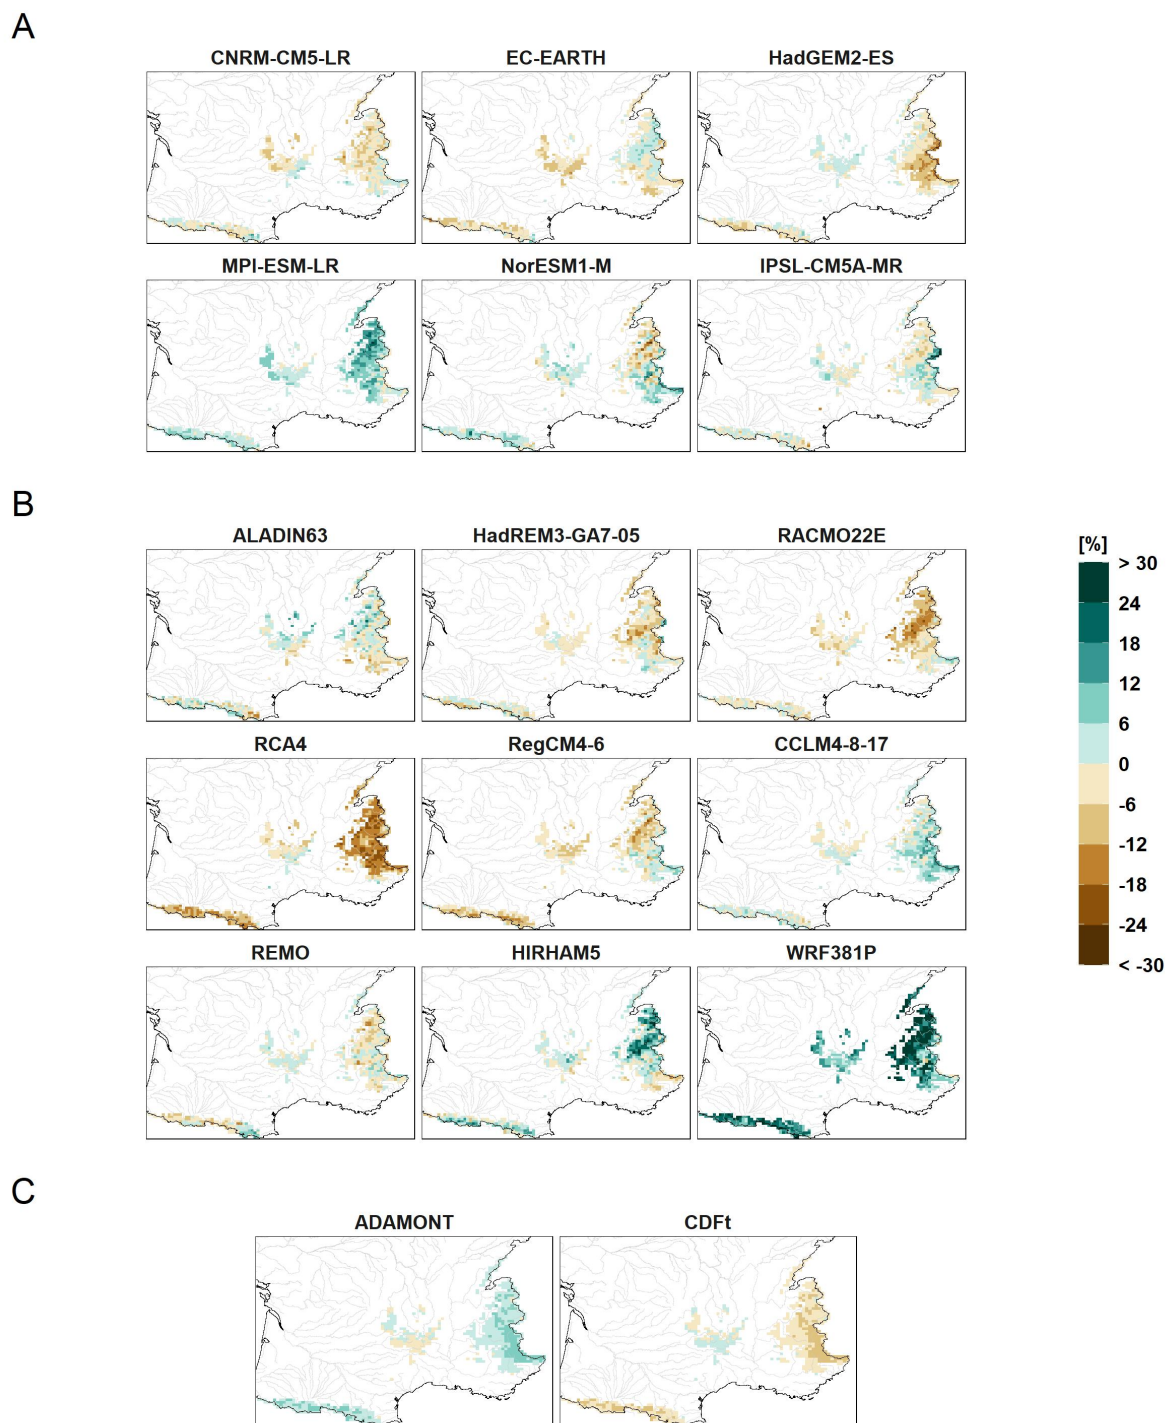 A
CNRM-CM5-LR EC-EARTH HadGEM2-ES
MPI-ESM-LR NorESM1-M IPSL-CM5A-MR
B
ALADIN63 HadREM3-GA7-05 RACMO22E
[%]
> 30
24
18
12
6
0
-6
-12
-18
-24
< -30
RCA4 RegCM4-6 CCLM4-8-17
REMO HIRHAM5 WRF381P
C
ADAMONT CDFt